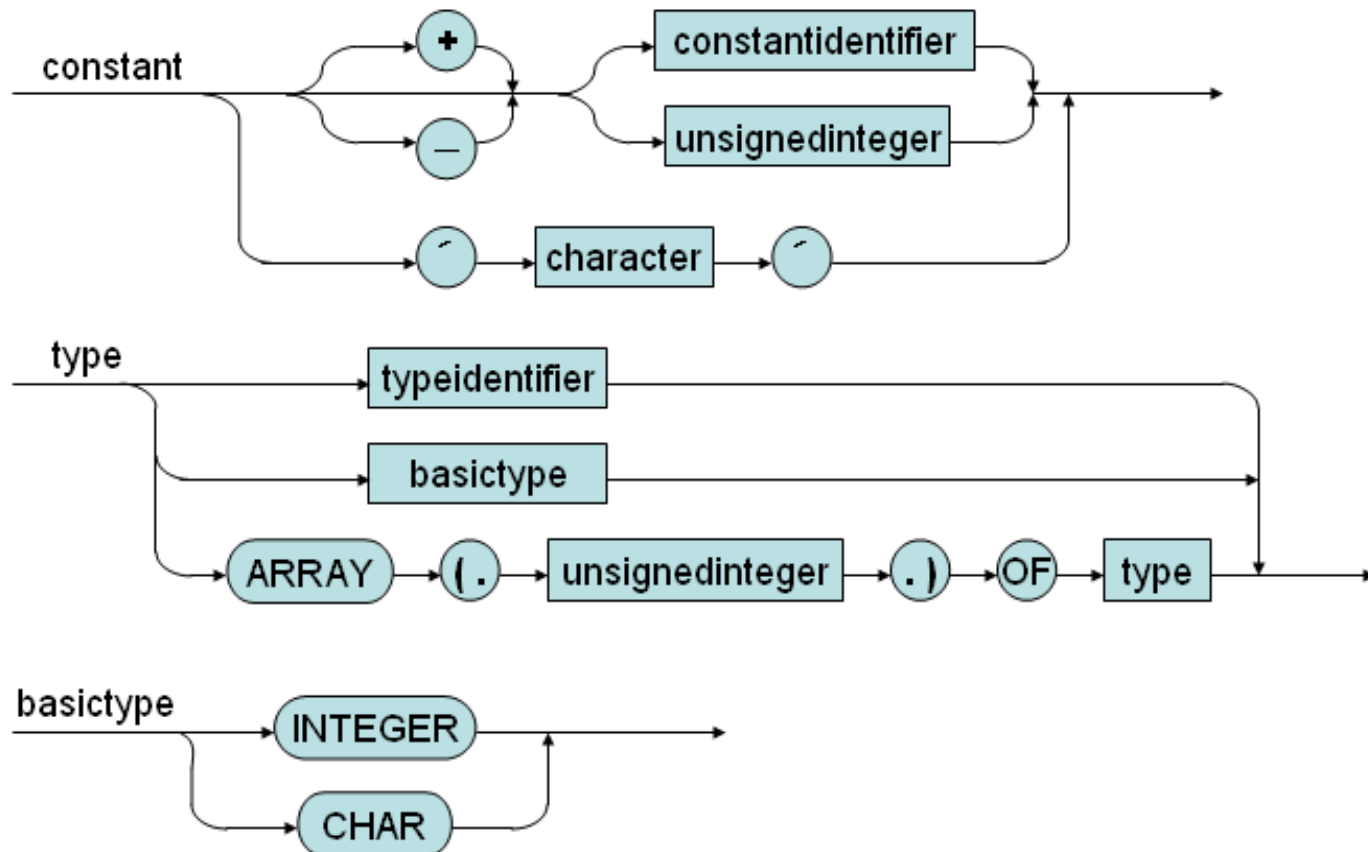 + constantidentifier
constant
– unsignedinteger
´ character ´
type
typeidentifier
basictype
ARRAY (. unsignedinteger .) OF type
basictype
INTEGER
CHAR